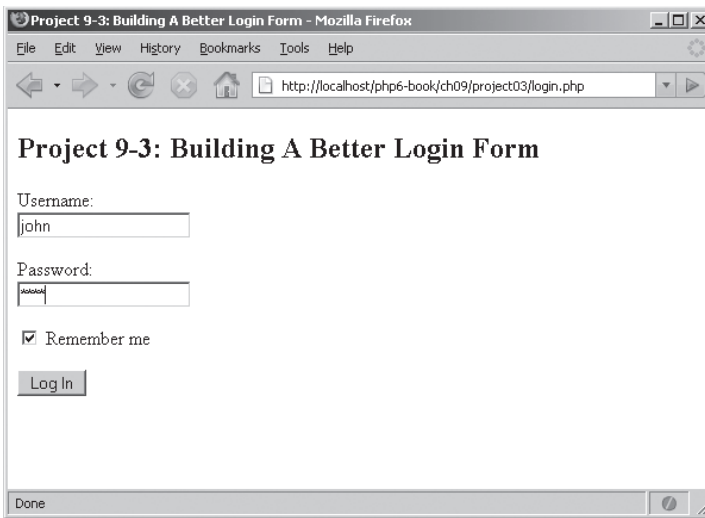 Project 9-3: Building A Better Login Form - Mozilla Firefox
File Edit View History Bookmarks Tools Help
http://localhost/php6-book/ch09/project03/login.php
Project 9-3: Building A Better Login Form
Username:
john
Password:
****
Remember me
Log In
Done